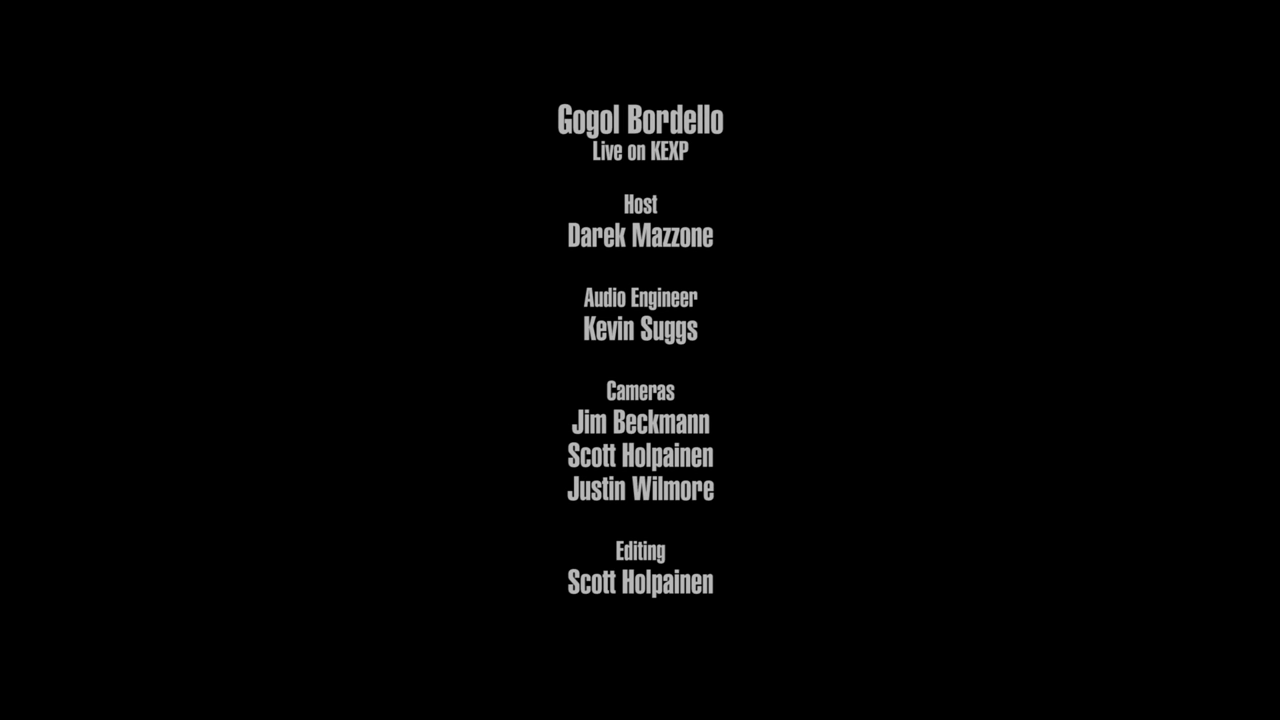 Gogol Bordello
Live on KEXP
Host
Darek Mazzone
Audio Engineer
Kevin Suggs
Cameras
Jim Beckmann
Scott Holpainen
Justin Wilmore
Editing
Scott Holpainen